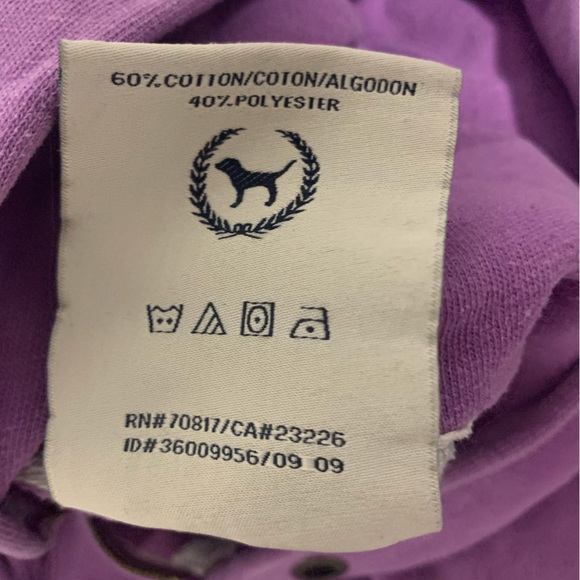 60%COTTON/COTON/ALGODON
40%POLYESTER
RN#70817/CA#23226
ID#36009956/09 09